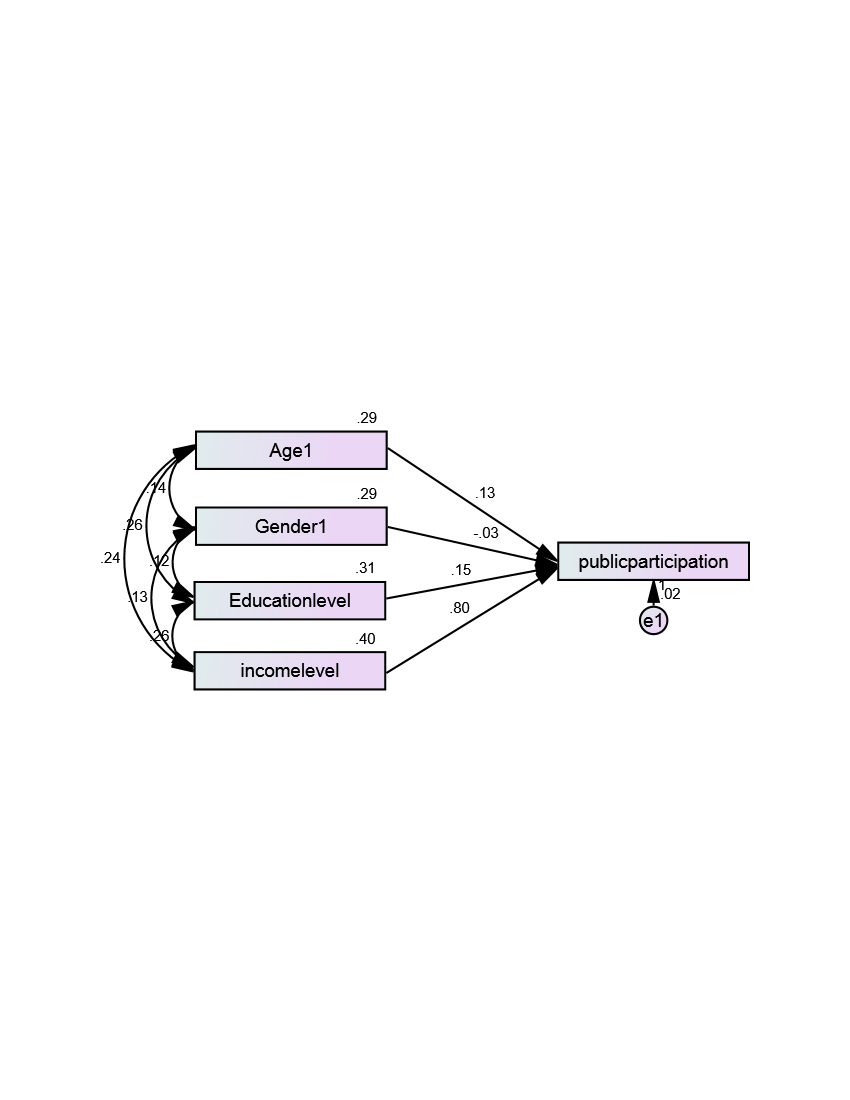 .29
Age1
.14
.13
.29
Gender1
.26
-.03
.24
.12
.31
.15
publicparticipation
Educationlevel
1
.02
.13
.80
e1
.26
.40
incomelevel